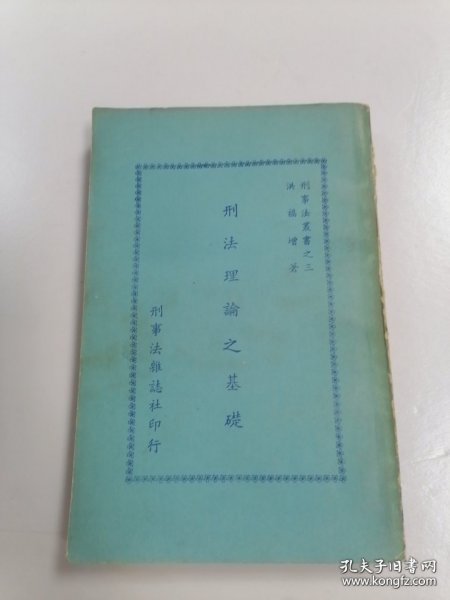 刑事法叢書之三
洪福增著
刑法理論之基礎
刑事法雜誌社印行
孔夫子旧书网
www.kongfz.com